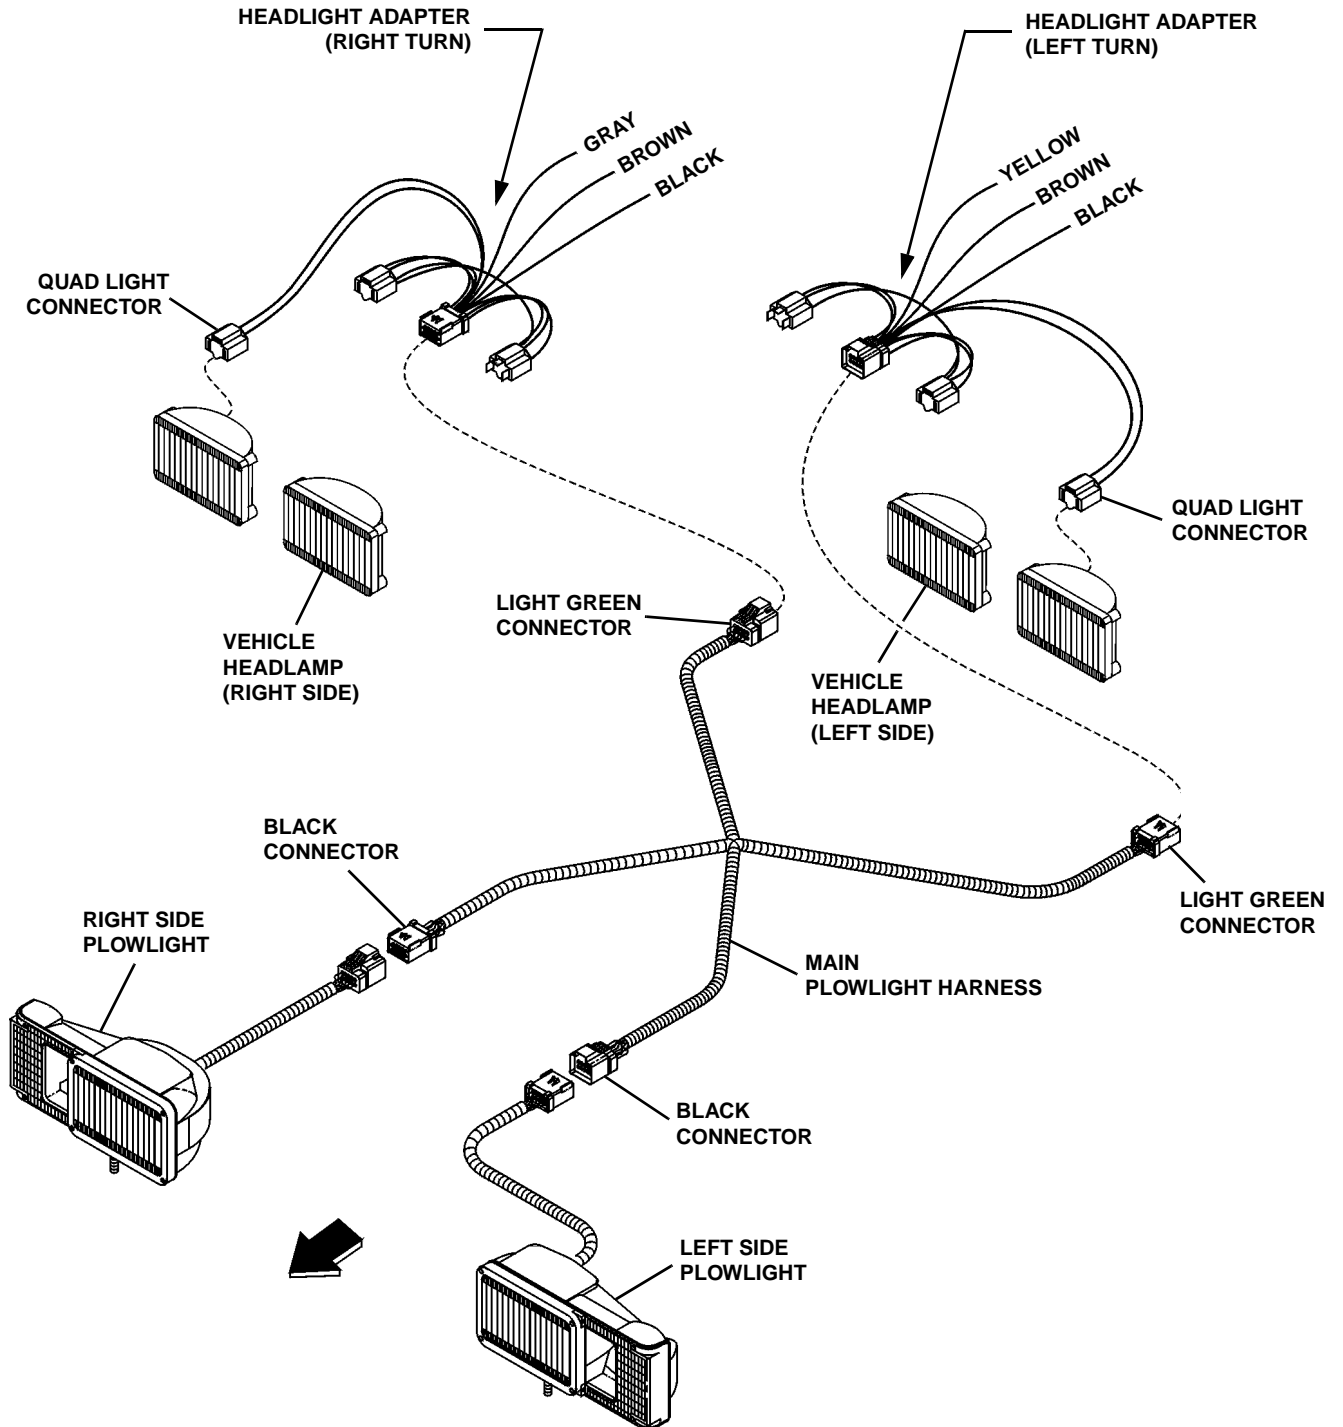 HEADLIGHT ADAPTER
(RIGHT TURN)
HEADLIGHT ADAPTER
(LEFT TURN)
GRAY
BROWN
BLACK
YELLOW
BROWN
BLACK
QUAD LIGHT
CONNECTOR
QUAD LIGHT
CONNECTOR
LIGHT GREEN
CONNECTOR
VEHICLE
HEADLAMP
(RIGHT SIDE)
VEHICLE
HEADLAMP
(LEFT SIDE)
BLACK
CONNECTOR
LIGHT GREEN
CONNECTOR
RIGHT SIDE
PLOWLIGHT
MAIN
PLOWLIGHT HARNESS
BLACK
CONNECTOR
LEFT SIDE
PLOWLIGHT